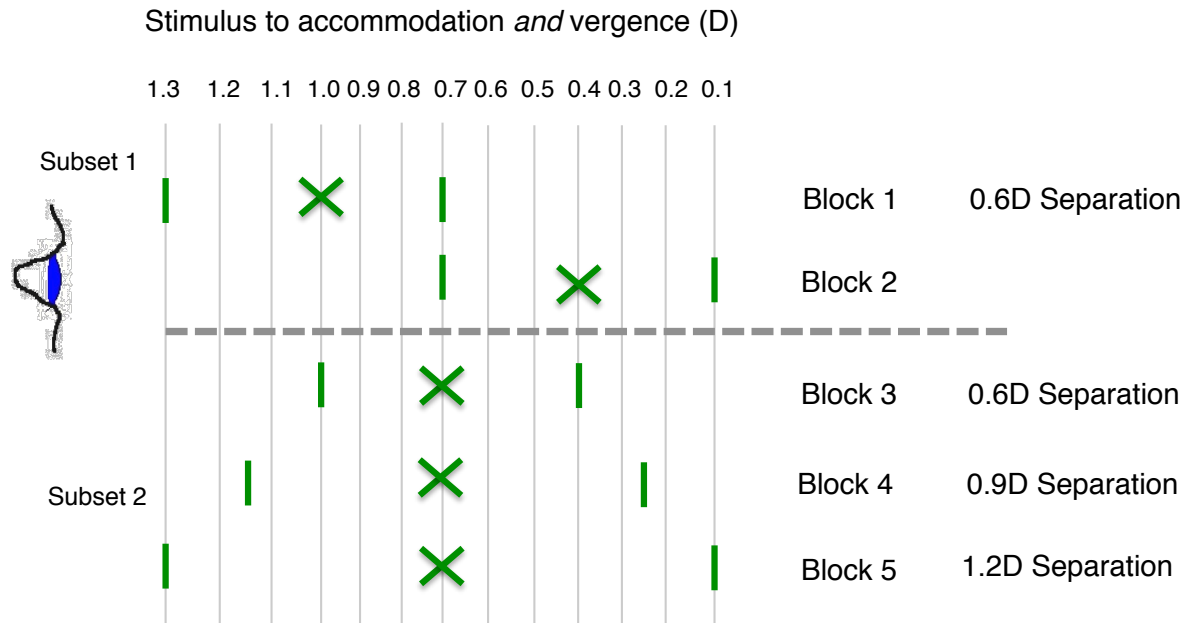 Stimulus to accommodation and vergence (D)
1.3 1.2 1.1 1.0 0.9 0.8 0.7 0.6 0.5 0.4 0.3 0.2 0.1
Subset 1
Block 1 0.6D Separation
Block 2
Block 3 0.6D Separation
Subset 2
Block 4 0.9D Separation
Block 5 1.2D Separation